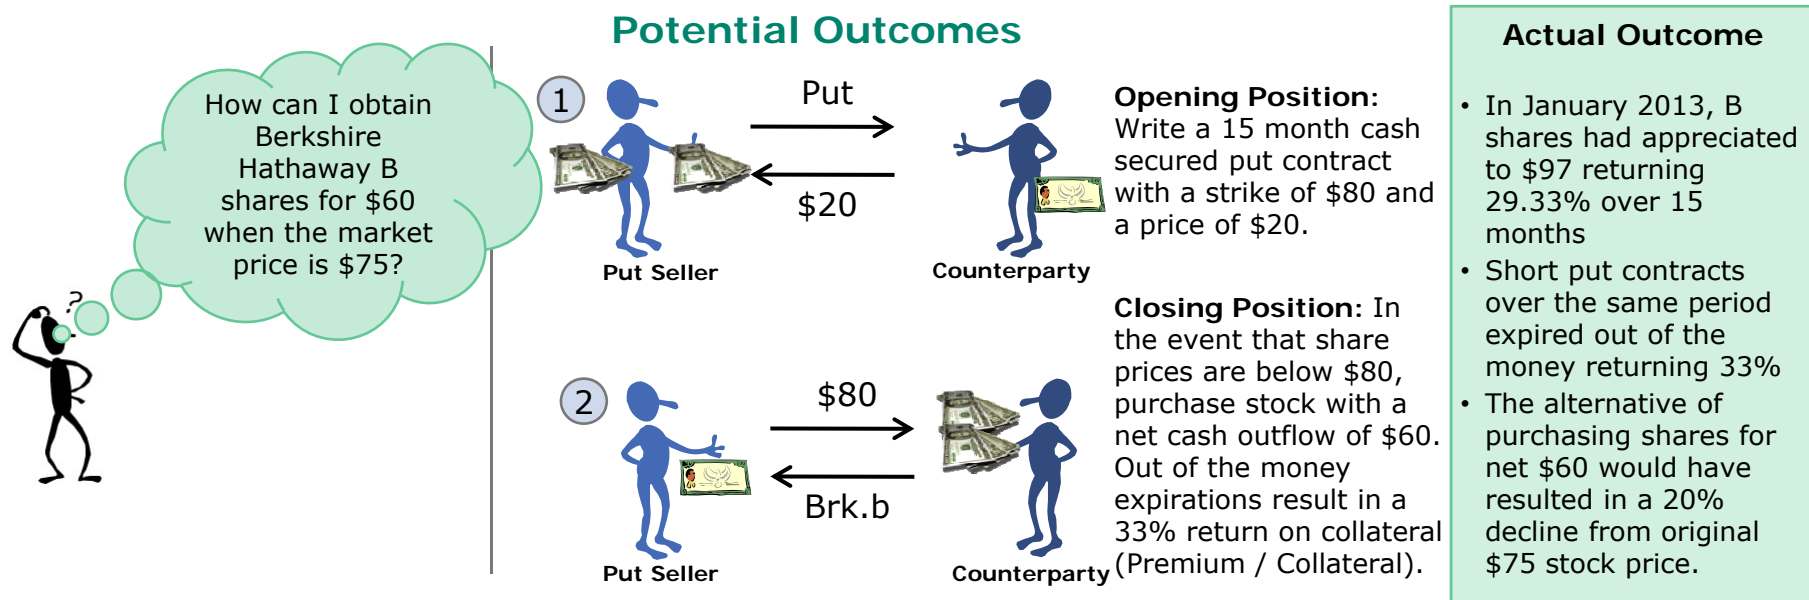 Potential Outcomes
How can I obtain
Berkshire
Hathaway B
shares for $60
when the market
price is $75?
?
1
Put
$20
Put Seller
Counterparty
Opening Position:
Write a 15 month cash
secured put contract
with a strike of $80 and
a price of $20.
2
$80
Brk.b
Put Seller
Counterparty
Closing Position: In
the event that share
prices are below $80,
purchase stock with a
net cash outflow of $60.
Out of the money
expirations result in a
33% return on collateral
(Premium / Collateral).
Actual Outcome
• In January 2013, B
shares had appreciated
to $97 returning
29.33% over 15
months
• Short put contracts
over the same period
expired out of the
money returning 33%
• The alternative of
purchasing shares for
net $60 would have
resulted in a 20%
decline from original
$75 stock price.